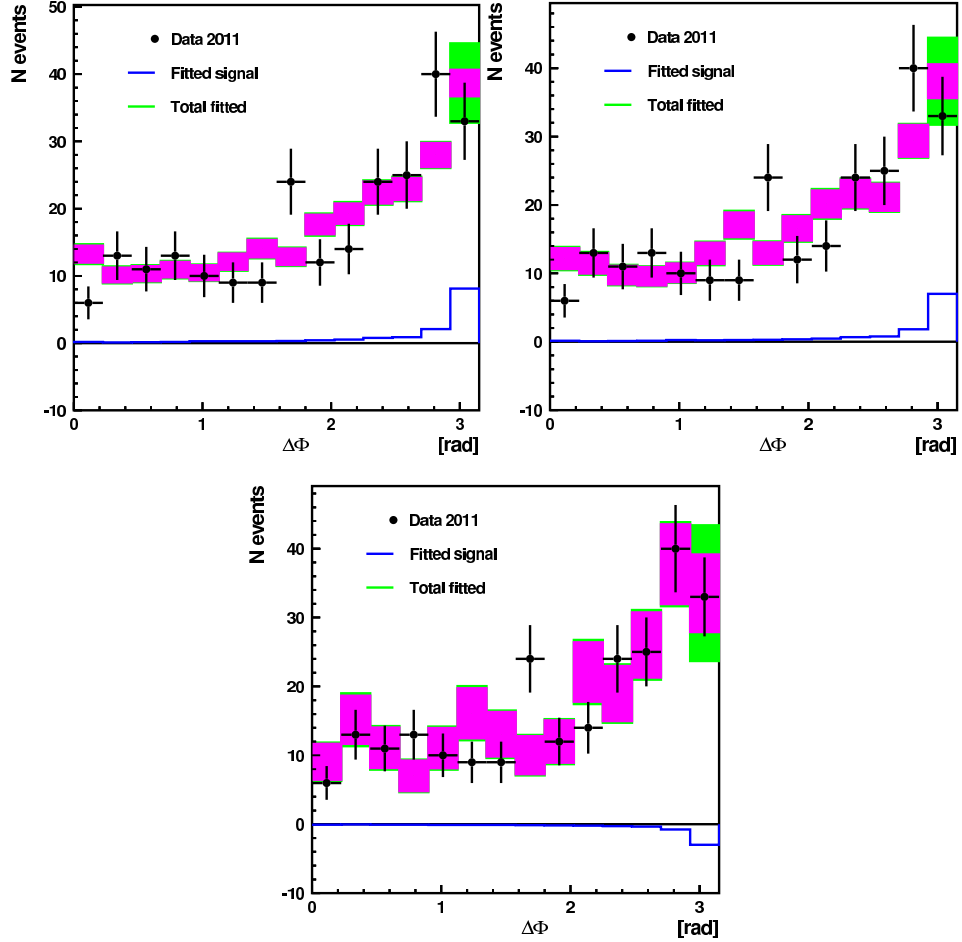 N events
50
40
30
20
10
0
-10
Data 2011
Fitted signal
Total fitted
0
1
2
3
ΔΦ
[rad]
N events
40
30
20
10
0
-10
Data 2011
Fitted signal
Total fitted
0
1
2
3
ΔΦ
[rad]
N events
40
30
20
10
0
-10
Data 2011
Fitted signal
Total fitted
0
1
2
3
ΔΦ
[rad]